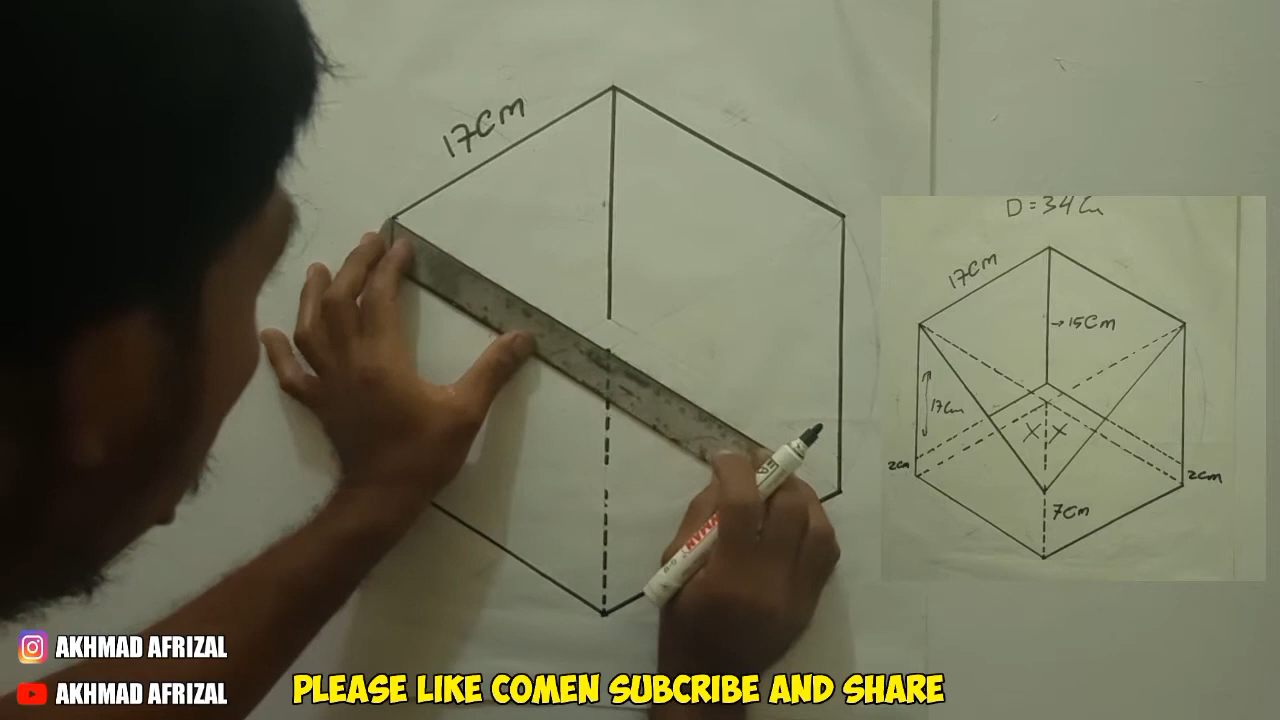 17cm
D=34cm
17cm
→15cm
17cm
X X
2cm
2cm
7cm
AKHMAD AFRIZAL
AKHMAD AFRIZAL
PLEASE LIKE COMEN SUBCRIBE AND SHARE